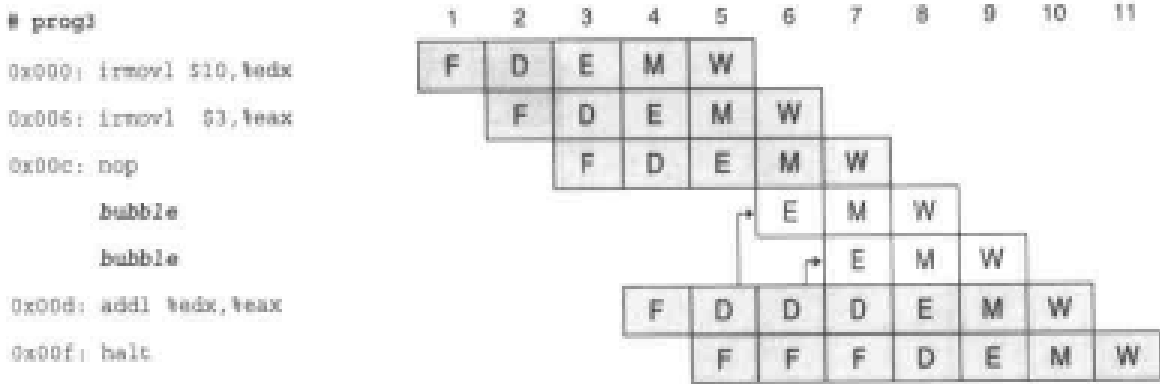 # prog3
1 2 3 4 5 6 7 8 9 10 11
0x000: irmovl $10,%edx F D E M W
0x006: irmovl $3,%eax F D E M W
0x00c: nop F D E M W
bubble E M W
bubble E M W
0x00d: addl %edx,%eax F D D D E M W
0x00f: halt F F F D E M W